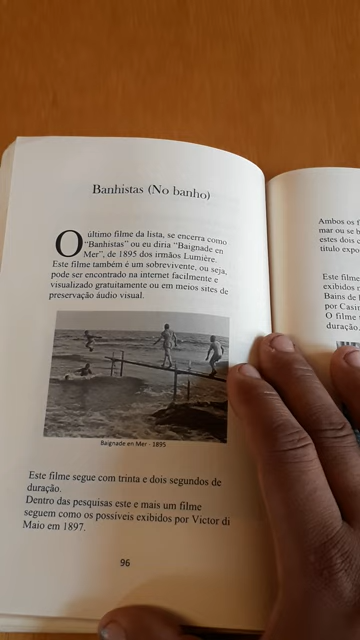 Banhistas (No banho)
O último filme da lista, se encerra como
"Banhistas" ou eu diria "Baignade en
Mer", de 1895 dos irmãos Lumière.
Este filme também é um sobrevivente, ou seja,
pode ser encontrado na internet facilmente e
visualizado gratuitamente ou em meios sites de
preservação áudio visual.
Baignade en Mer - 1895
Este filme segue com trinta e dois segundos de
duração.
Dentro das pesquisas este e mais um filme
seguem como os possíveis exibidos por Victor di
Maio em 1897.
96
Ambos os f
mar ou se b
estes dois c
titulo expo
Este filme
exibidos
Bains de
por Casin
O filme
duração.